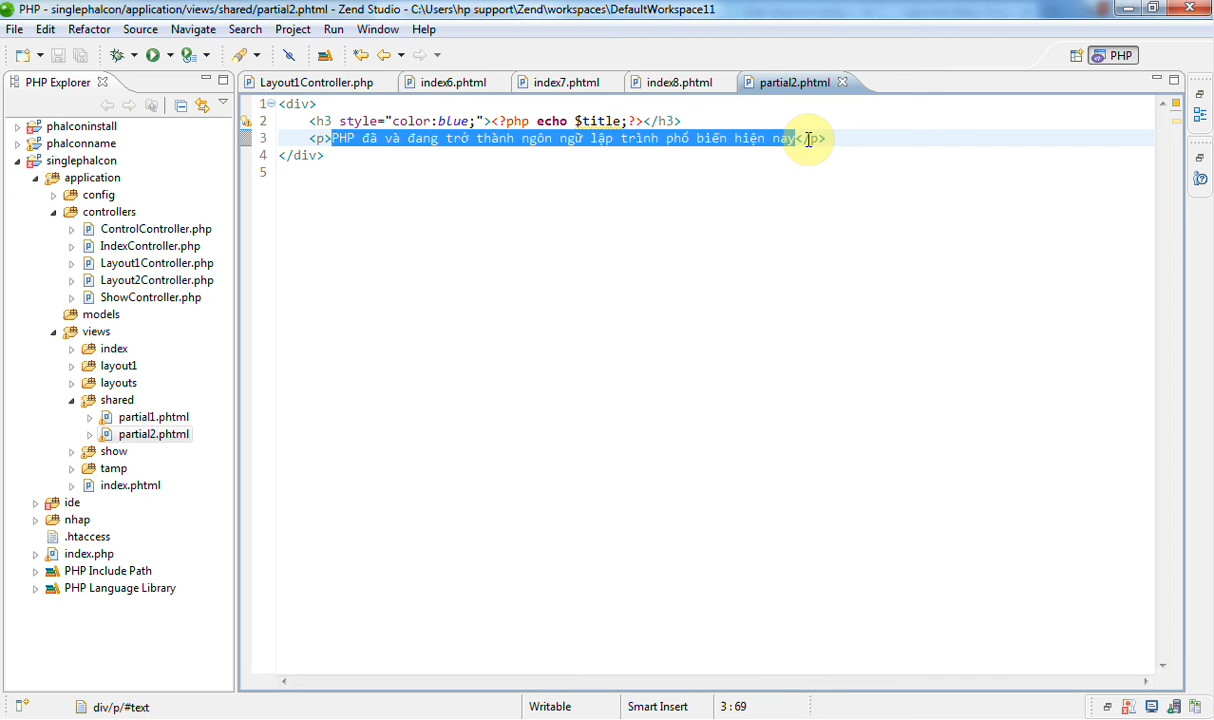 PHP - singlephalcon/application/views/shared/partial2.phtml - Zend Studio - C:\Users\hp support\Zend\workspaces\DefaultWorkspace11
File Edit Refactor Source Navigate Search Project Run Window Help
PHP
PHP Explorer
Layout1Controller.php index6.phtml index7.phtml index8.phtml partial2.phtml
1 <div>
2 <h3 style="color:blue;"><?php echo $title;?></h3>
3 <p>PHP đã và đang trở thành ngôn ngữ lập trình phổ biến hiện nay</p>
4 </div>
5
phalconinstall
phalconname
singlephalcon
application
config
controllers
ControlController.php
IndexController.php
Layout1Controller.php
Layout2Controller.php
ShowController.php
models
views
index
layout1
layouts
shared
partial1.phtml
partial2.phtml
show
tamp
index.phtml
ide
nhap
.htaccess
index.php
PHP Include Path
PHP Language Library
div/p/#text Writable Smart Insert 3:69